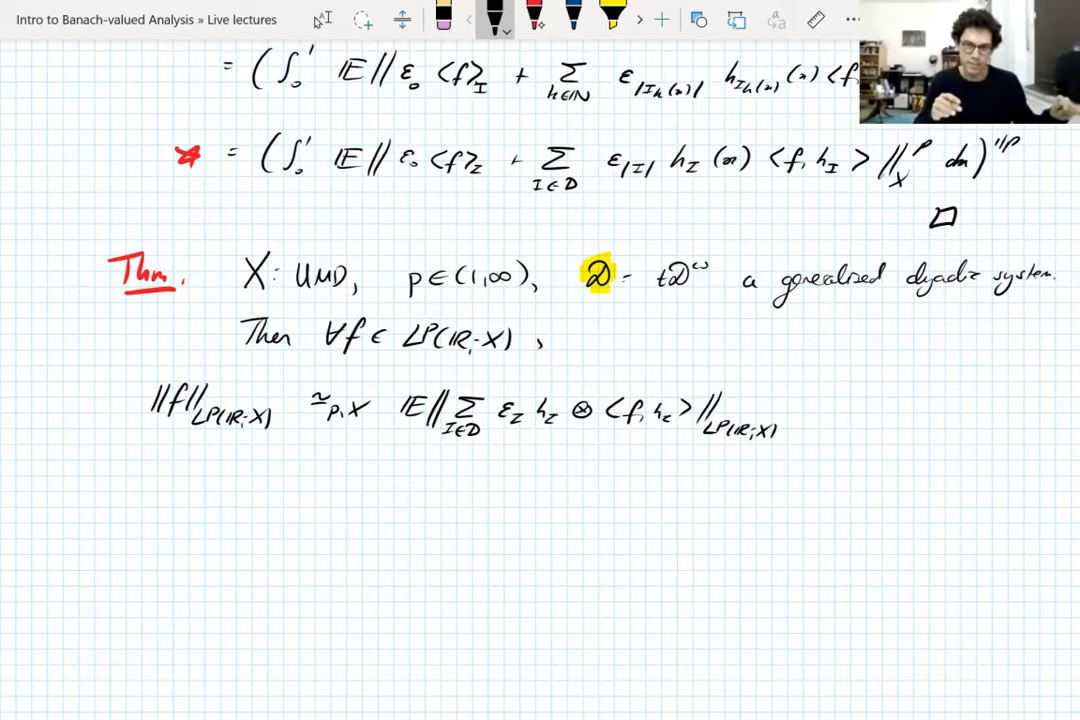 Intro to Banach-valued Analysis » Live lectures
= ( ∫₀¹ 𝔼 ‖ ε₀ <f>_I + Σ_{k∈ℕ} ε_{|I_k(x)|} h_{I_k(x)} (x) <f,
* = ( ∫₀¹ 𝔼 ‖ ε₀ <f>_I + Σ_{I∈D} ε_{|I|} h_I (x) <f, h_I> ‖_X^p dx )^{1/p}
□
Thm. X : UMD, p ∈ (1,∞), 𝒟 = t𝒟^ω a generalised dyadic system.
Then ∀f ∈ L^p(ℝ;X) ,
‖f‖_{L^p(ℝ;X)} ≃_{p,X} 𝔼 ‖ Σ_{I∈D} ε_I h_I ⊗ <f, h_I> ‖_{L^p(ℝ;X)}